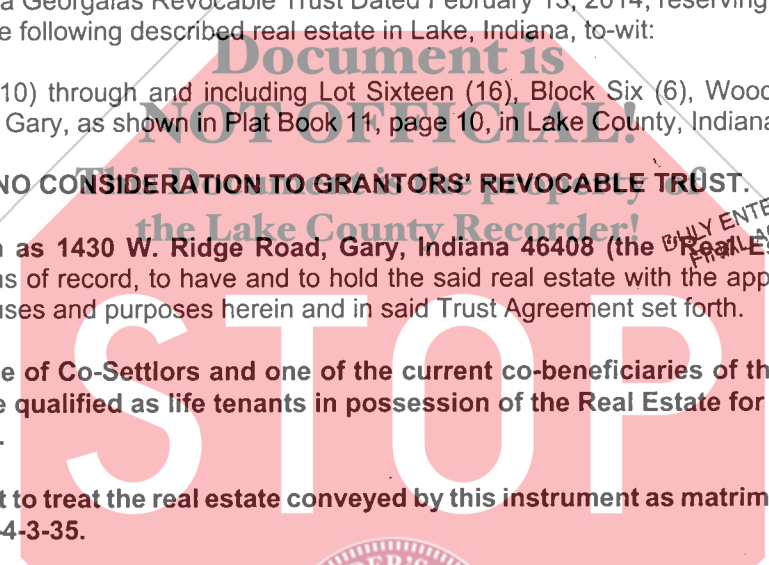 a Georgalas Revocable Trust Dated February 13, 2014, reserving
e following described real estate in Lake, Indiana, to-wit:
Document is
10) through and including Lot Sixteen (16), Block Six (6), Wood
Gary, as shown in Plat Book 11, page 10, in Lake County, Indiana
NOT OFFICIAL!
NO CONSIDERATION TO GRANTORS' REVOCABLE TRUST.
This Document is the property of
the Lake County Recorder!
DULY ENTE
n as 1430 W. Ridge Road, Gary, Indiana 46408 (the "Real Es
ns of record, to have and to hold the said real estate with the app
uses and purposes herein and in said Trust Agreement set forth.
STOP
e of Co-Settlors and one of the current co-beneficiaries of th
e qualified as life tenants in possession of the Real Estate for
t to treat the real estate conveyed by this instrument as matrim
-4-3-35.